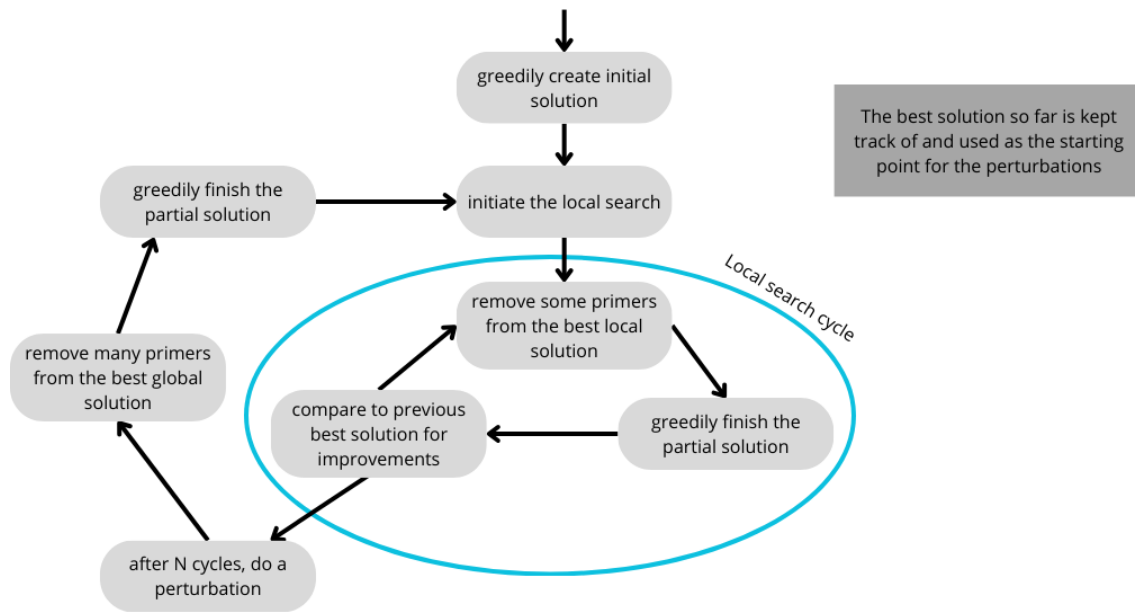 greedily create initial
solution
The best solution so far is kept
track of and used as the starting
point for the perturbations
greedily finish the
partial solution
initiate the local search
Local search cycle
remove some primers
from the best local
solution
remove many primers
from the best global
solution
compare to previous
best solution for
improvements
greedily finish the
partial solution
after N cycles, do a
perturbation